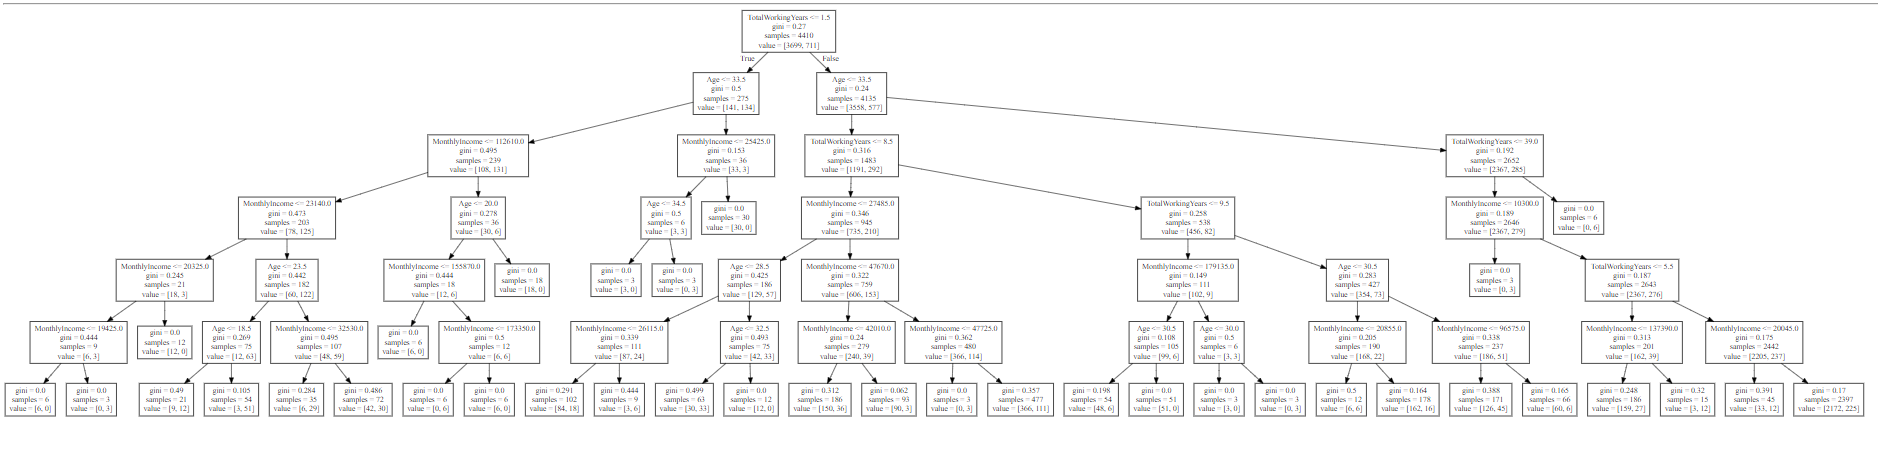 TotalWorkingYears <= 1.5
gini = 0.27
samples = 4410
value = [3699, 711]
True
False
Age <= 33.5
gini = 0.5
samples = 275
value = [141, 134]
Age <= 33.5
gini = 0.24
samples = 4135
value = [3558, 577]
MonthlyIncome <= 112610.0
gini = 0.495
samples = 239
value = [108, 131]
MonthlyIncome <= 25425.0
gini = 0.153
samples = 36
value = [33, 3]
TotalWorkingYears <= 8.5
gini = 0.316
samples = 1483
value = [1191, 292]
TotalWorkingYears <= 39.0
gini = 0.192
samples = 2652
value = [2367, 285]
MonthlyIncome <= 23140.0
gini = 0.473
samples = 203
value = [78, 125]
Age <= 20.0
gini = 0.278
samples = 36
value = [30, 6]
Age <= 34.5
gini = 0.5
samples = 6
value = [3, 3]
gini = 0.0
samples = 30
value = [30, 0]
MonthlyIncome <= 27485.0
gini = 0.346
samples = 945
value = [735, 210]
TotalWorkingYears <= 9.5
gini = 0.258
samples = 538
value = [456, 82]
MonthlyIncome <= 10300.0
gini = 0.189
samples = 2646
value = [2367, 279]
gini = 0.0
samples = 6
value = [0, 6]
MonthlyIncome <= 20325.0
gini = 0.245
samples = 21
value = [18, 3]
Age <= 23.5
gini = 0.442
samples = 182
value = [60, 122]
MonthlyIncome <= 155870.0
gini = 0.444
samples = 18
value = [12, 6]
gini = 0.0
samples = 18
value = [18, 0]
gini = 0.0
samples = 3
value = [3, 0]
gini = 0.0
samples = 3
value = [0, 3]
Age <= 28.5
gini = 0.425
samples = 186
value = [129, 57]
MonthlyIncome <= 47670.0
gini = 0.322
samples = 759
value = [606, 153]
MonthlyIncome <= 179135.0
gini = 0.149
samples = 111
value = [102, 9]
Age <= 30.5
gini = 0.283
samples = 427
value = [354, 73]
gini = 0.0
samples = 3
value = [0, 3]
TotalWorkingYears <= 5.5
gini = 0.187
samples = 2643
value = [2367, 276]
MonthlyIncome <= 19425.0
gini = 0.444
samples = 9
value = [6, 3]
gini = 0.0
samples = 12
value = [12, 0]
Age <= 18.5
gini = 0.269
samples = 75
value = [12, 63]
MonthlyIncome <= 32530.0
gini = 0.495
samples = 107
value = [48, 59]
gini = 0.0
samples = 6
value = [6, 0]
MonthlyIncome <= 173350.0
gini = 0.5
samples = 12
value = [6, 6]
MonthlyIncome <= 26115.0
gini = 0.339
samples = 111
value = [87, 24]
Age <= 32.5
gini = 0.493
samples = 75
value = [42, 33]
MonthlyIncome <= 42010.0
gini = 0.24
samples = 279
value = [240, 39]
MonthlyIncome <= 47725.0
gini = 0.362
samples = 480
value = [366, 114]
Age <= 30.5
gini = 0.108
samples = 105
value = [99, 6]
Age <= 30.0
gini = 0.5
samples = 6
value = [3, 3]
MonthlyIncome <= 20855.0
gini = 0.205
samples = 190
value = [168, 22]
MonthlyIncome <= 96575.0
gini = 0.338
samples = 237
value = [186, 51]
MonthlyIncome <= 137390.0
gini = 0.313
samples = 201
value = [162, 39]
MonthlyIncome <= 20045.0
gini = 0.175
samples = 2442
value = [2205, 237]
gini = 0.0
samples = 6
value = [6, 0]
gini = 0.0
samples = 3
value = [0, 3]
gini = 0.49
samples = 21
value = [9, 12]
gini = 0.105
samples = 54
value = [3, 51]
gini = 0.284
samples = 35
value = [6, 29]
gini = 0.486
samples = 72
value = [42, 30]
gini = 0.0
samples = 6
value = [0, 6]
gini = 0.0
samples = 6
value = [6, 0]
gini = 0.291
samples = 102
value = [84, 18]
gini = 0.444
samples = 9
value = [3, 6]
gini = 0.499
samples = 63
value = [30, 33]
gini = 0.0
samples = 12
value = [12, 0]
gini = 0.312
samples = 186
value = [150, 36]
gini = 0.062
samples = 93
value = [90, 3]
gini = 0.0
samples = 3
value = [0, 3]
gini = 0.357
samples = 477
value = [366, 111]
gini = 0.198
samples = 54
value = [48, 6]
gini = 0.0
samples = 51
value = [51, 0]
gini = 0.0
samples = 3
value = [3, 0]
gini = 0.0
samples = 3
value = [0, 3]
gini = 0.5
samples = 12
value = [6, 6]
gini = 0.164
samples = 178
value = [162, 16]
gini = 0.388
samples = 171
value = [126, 45]
gini = 0.165
samples = 66
value = [60, 6]
gini = 0.248
samples = 186
value = [159, 27]
gini = 0.32
samples = 15
value = [3, 12]
gini = 0.391
samples = 45
value = [33, 12]
gini = 0.17
samples = 2397
value = [2172, 225]